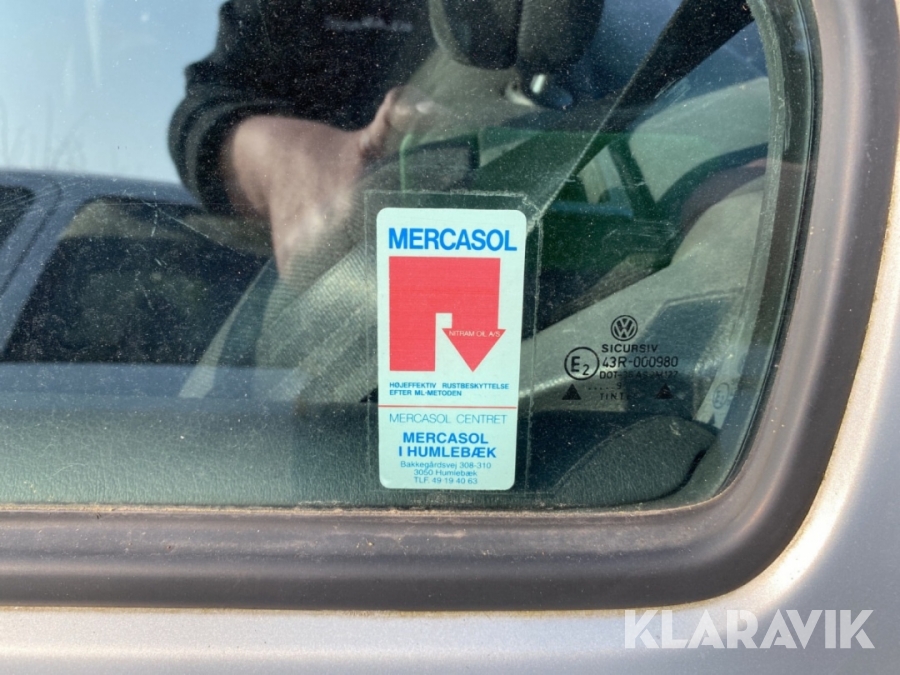 KLARAVIK
MERCASOL
NITRAM OIL A/S
HØJEFFEKTIV RUSTBESKYTTELSE
EFTER ML-METODEN
MERCASOL CENTRET
MERCASOL
I HUMLEBÆK
Bakkegårdsvej 308-310
3050 Humlebæk
TLF. 49 19 40 63
SICURSIV
E2 43R-000980
KLARAVIK